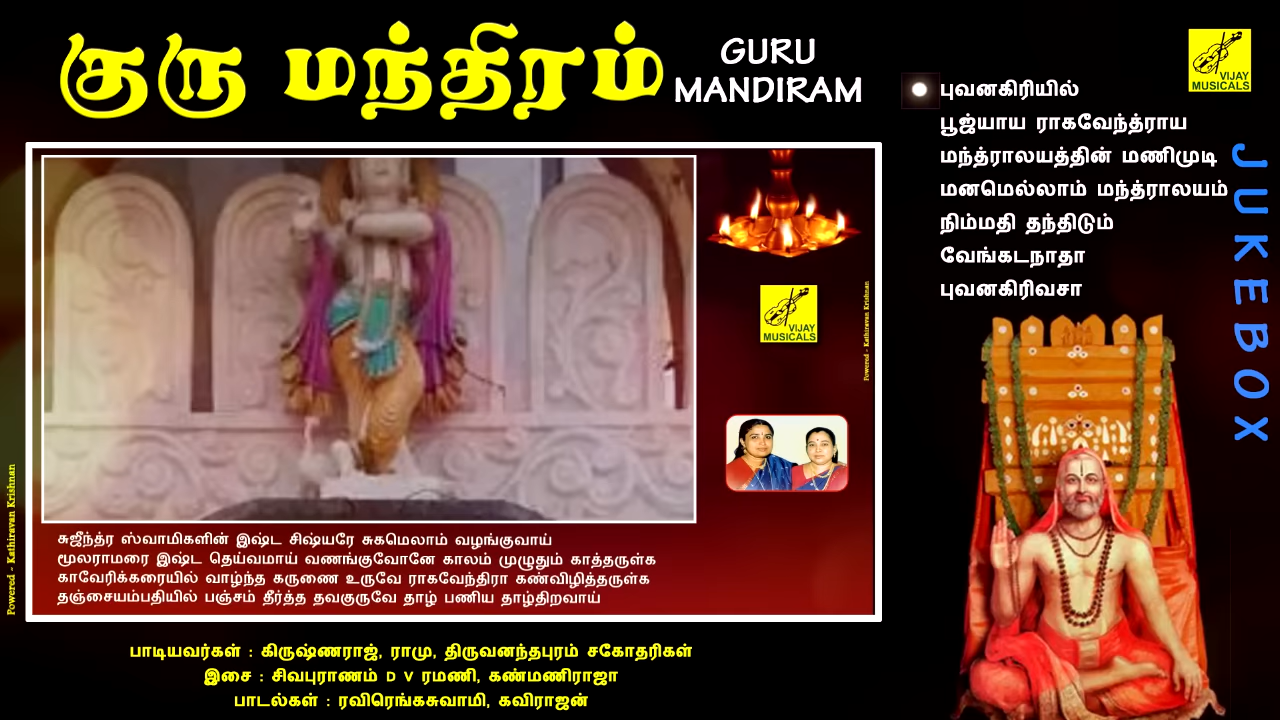 குரு மந்திரம்
GURU
MANDIRAM
VIJAY
MUSICALS
புவனகிரியில்
பூஜ்யாய ராகவேந்த்ராய
மந்த்ராலயத்தின் மணிமுடி
மனமெல்லாம் மந்த்ராலயம்
நிம்மதி தந்திடும்
வேங்கடநாதா
புவனகிரிவசா
JUKEBOX
VIJAY
MUSICALS
Powered - Kathiravan Krishnan
Powered - Kathiravan Krishnan
சுஜீந்த்ர ஸ்வாமிகளின் இஷ்ட சிஷ்யரே சுகமெலாம் வழங்குவாய்
மூலராமரை இஷ்ட தெய்வமாய் வணங்குவோனே காலம் முழுதும் காத்தருள்க
காவேரிக்கரையில் வாழ்ந்த கருணை உருவே ராகவேந்திரா கண்விழித்தருள்க
தஞ்சையம்பதியில் பஞ்சம் தீர்த்த தவகுருவே தாழ் பணிய தாழ்திறவாய்
பாடியவர்கள் : கிருஷ்ணராஜ், ராமு, திருவனந்தபுரம் சகோதரிகள்
இசை : சிவபுராணம் D V ரமணி, கண்மணிராஜா
பாடல்கள் : ரவிரெங்கசுவாமி, கவிராஜன்